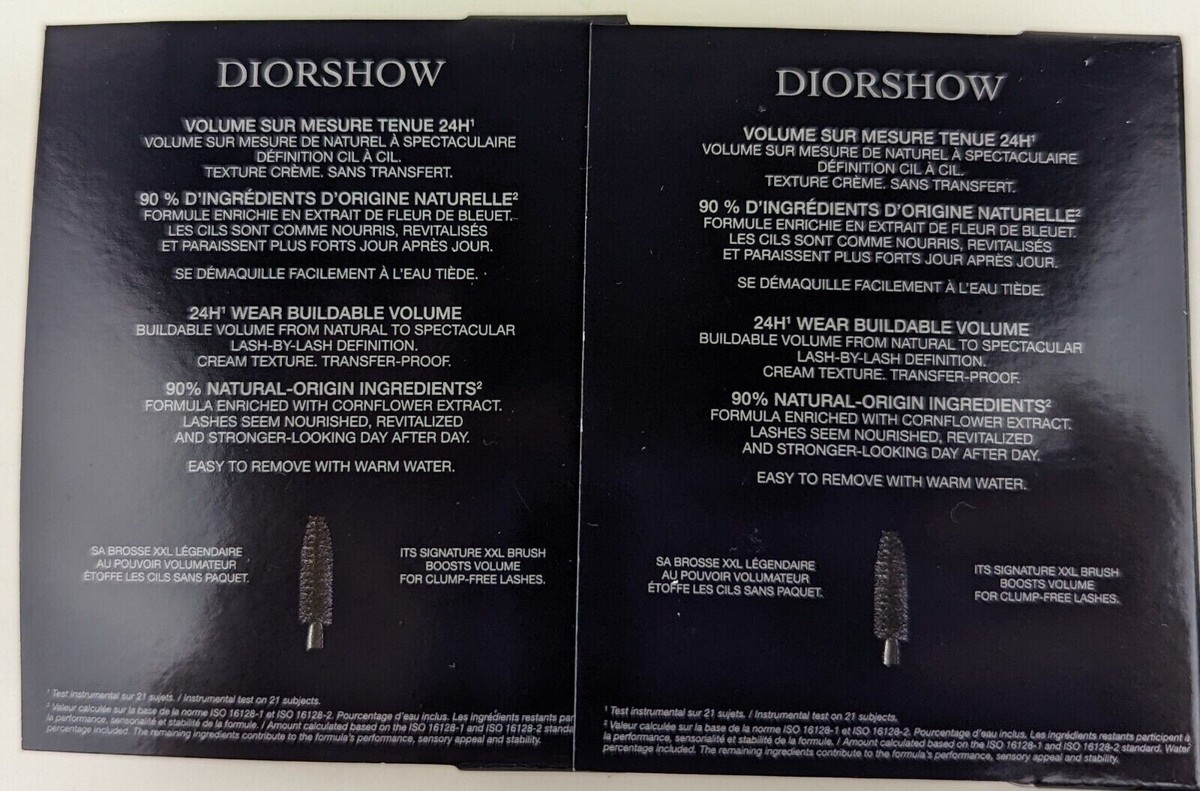 DIORSHOW
VOLUME SUR MESURE TENUE 24H¹
VOLUME SUR MESURE DE NATUREL À SPECTACULAIRE
DÉFINITION CIL À CIL.
TEXTURE CRÈME. SANS TRANSFERT.
90 % D'INGRÉDIENTS D'ORIGINE NATURELLE²
FORMULE ENRICHIE EN EXTRAIT DE FLEUR DE BLEUET.
LES CILS SONT COMME NOURRIS, REVITALISÉS
ET PARAISSENT PLUS FORTS JOUR APRÈS JOUR.
SE DÉMAQUILLE FACILEMENT À L'EAU TIÈDE.
24H¹ WEAR BUILDABLE VOLUME
BUILDABLE VOLUME FROM NATURAL TO SPECTACULAR
LASH-BY-LASH DEFINITION.
CREAM TEXTURE. TRANSFER-PROOF.
90% NATURAL-ORIGIN INGREDIENTS²
FORMULA ENRICHED WITH CORNFLOWER EXTRACT.
LASHES SEEM NOURISHED, REVITALIZED
AND STRONGER-LOOKING DAY AFTER DAY.
EASY TO REMOVE WITH WARM WATER.
SA BROSSE XXL LÉGENDAIRE
AU POUVOIR VOLUMATEUR
ÉTOFFE LES CILS SANS PAQUET.
ITS SIGNATURE XXL BRUSH
BOOSTS VOLUME
FOR CLUMP-FREE LASHES.
¹ Test instrumental sur 21 sujets. / Instrumental test on 21 subjects.
² Valeur calculée sur la base de la norme ISO 16128-1 et ISO 16128-2. Pourcentage d'eau inclus. Les ingrédients restants par
la performance, sensorialité et stabilité de la formule. / Amount calculated based on the ISO 16128-1 and ISO 16128-2 standa
percentage included. The remaining ingredients contribute to the formula's performance, sensory appeal and stability.
DIORSHOW
VOLUME SUR MESURE TENUE 24H¹
VOLUME SUR MESURE DE NATUREL À SPECTACULAIRE
DÉFINITION CIL À CIL.
TEXTURE CRÈME. SANS TRANSFERT.
90 % D'INGRÉDIENTS D'ORIGINE NATURELLE²
FORMULE ENRICHIE EN EXTRAIT DE FLEUR DE BLEUET.
LES CILS SONT COMME NOURRIS, REVITALISÉS
ET PARAISSENT PLUS FORTS JOUR APRÈS JOUR.
SE DÉMAQUILLE FACILEMENT À L'EAU TIÈDE.
24H¹ WEAR BUILDABLE VOLUME
BUILDABLE VOLUME FROM NATURAL TO SPECTACULAR
LASH-BY-LASH DEFINITION.
CREAM TEXTURE. TRANSFER-PROOF.
90% NATURAL-ORIGIN INGREDIENTS²
FORMULA ENRICHED WITH CORNFLOWER EXTRACT.
LASHES SEEM NOURISHED, REVITALIZED
AND STRONGER-LOOKING DAY AFTER DAY.
EASY TO REMOVE WITH WARM WATER.
SA BROSSE XXL LÉGENDAIRE
AU POUVOIR VOLUMATEUR
ÉTOFFE LES CILS SANS PAQUET.
ITS SIGNATURE XXL BRUSH
BOOSTS VOLUME
FOR CLUMP-FREE LASHES.
¹ Test instrumental sur 21 sujets. / Instrumental test on 21 subjects.
² Valeur calculée sur la base de la norme ISO 16128-1 et ISO 16128-2. Pourcentage d'eau inclus. Les ingrédients restants participent à
la performance, sensorialité et stabilité de la formule. / Amount calculated based on the ISO 16128-1 and ISO 16128-2 standard. Water
percentage included. The remaining ingredients contribute to the formula's performance, sensory appeal and stability.